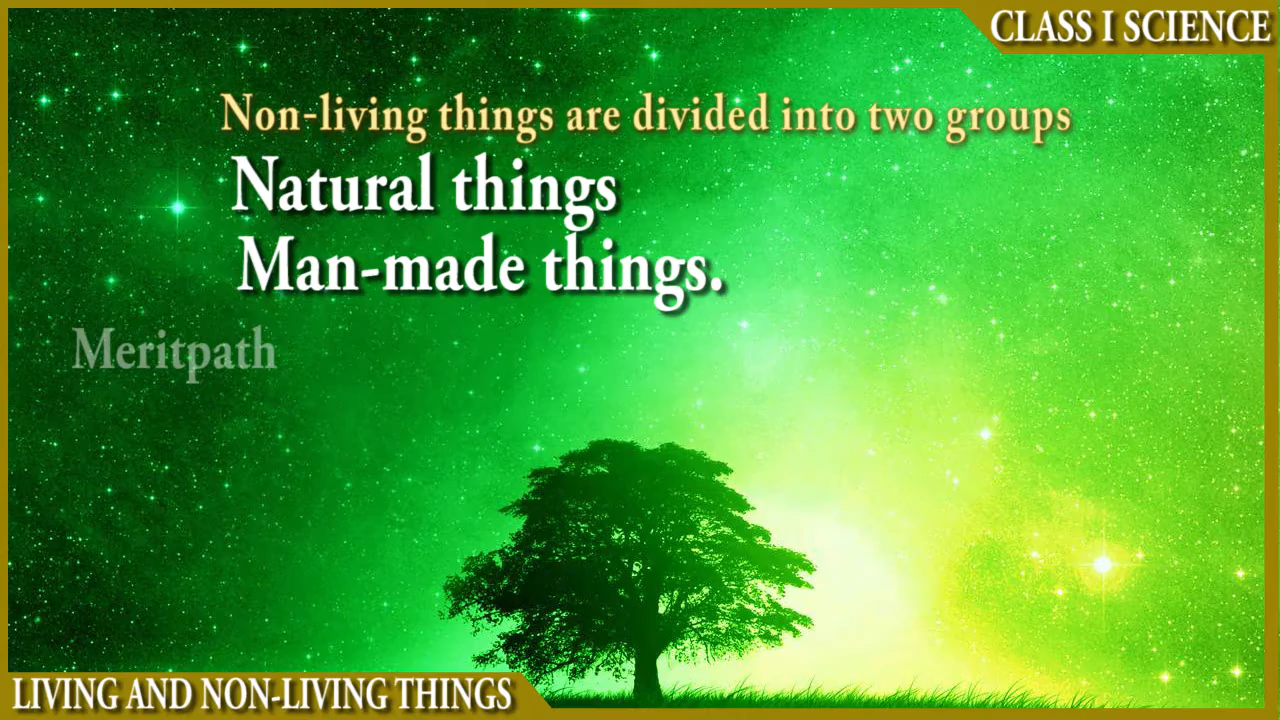 CLASS I SCIENCE
Non-living things are divided into two groups
Natural things
Man-made things.
Meritpath
LIVING AND NON-LIVING THINGS